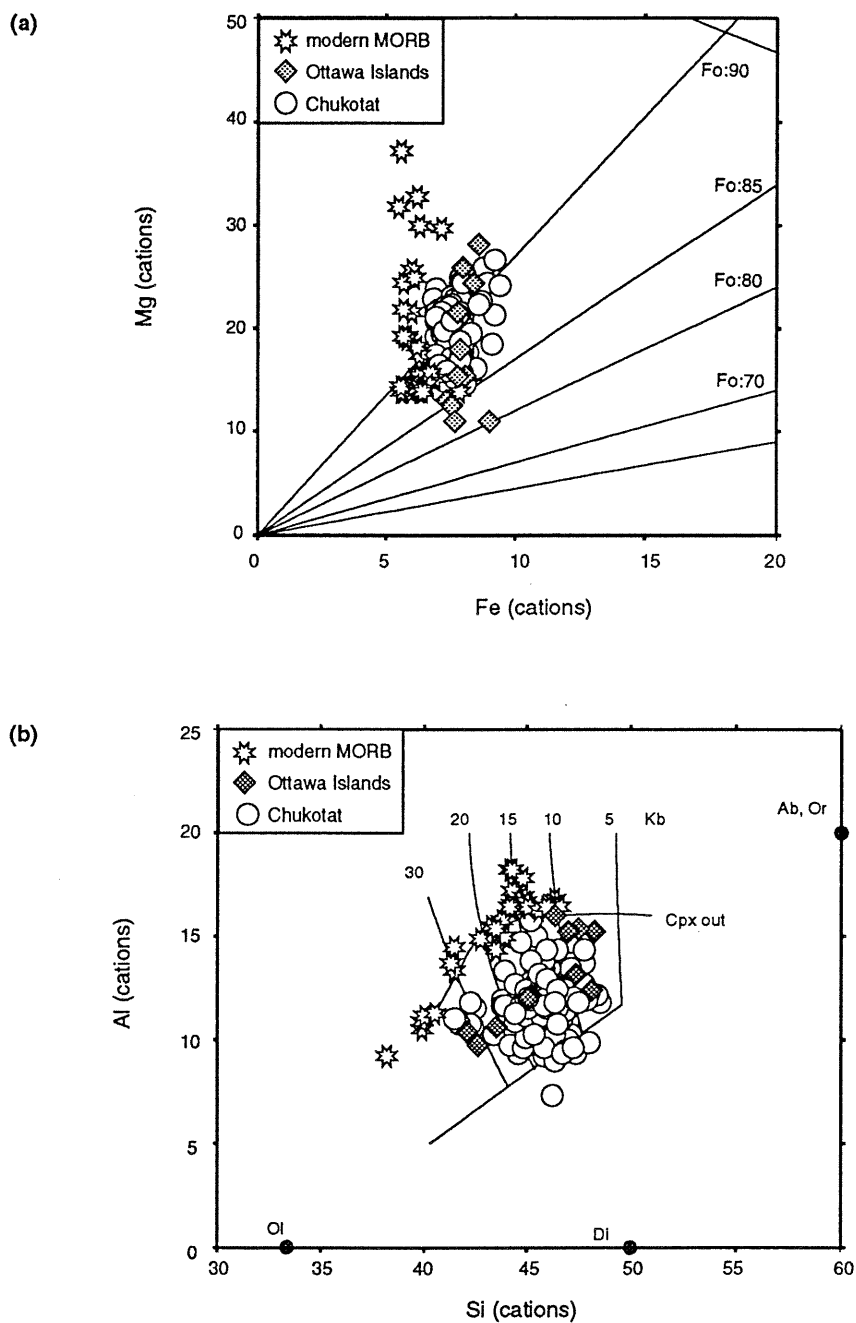 (a)
50
40
30
20
10
0
Mg (cations)
modern MORB
Ottawa Islands
Chukotat
Fo:90
Fo:85
Fo:80
Fo:70
0 5 10 15 20
Fe (cations)
(b)
25
20
15
10
5
0
Al (cations)
modern MORB
Ottawa Islands
Chukotat
30 20 15 10 5 Kb
Ab, Or
Cpx out
Ol
Di
30 35 40 45 50 55 60
Si (cations)